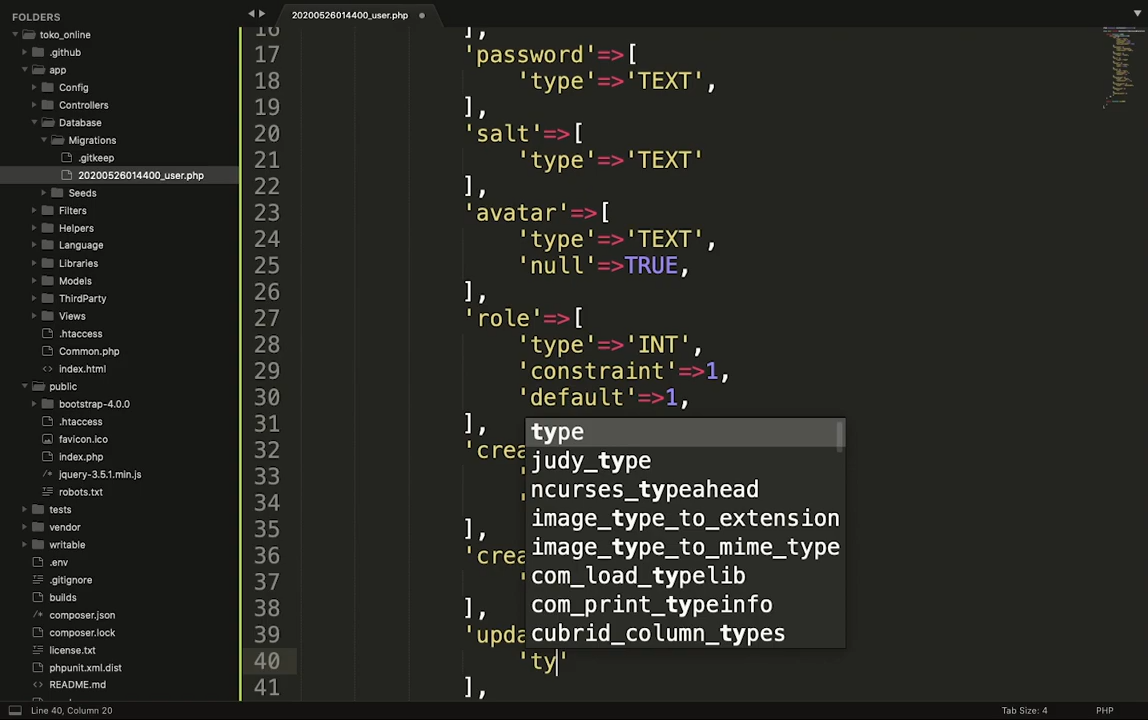 FOLDERS
toko_online
.github
app
Config
Controllers
Database
Migrations
.gitkeep
20200526014400_user.php
Seeds
Filters
Helpers
Language
Libraries
Models
ThirdParty
Views
.htaccess
Common.php
index.html
public
bootstrap-4.0.0
.htaccess
favicon.ico
index.php
/* jquery-3.5.1.min.js
robots.txt
tests
vendor
writable
.env
.gitignore
builds
/* composer.json
composer.lock
license.txt
phpunit.xml.dist
README.md
20200526014400_user.php
16 ],
17 'password'=>[
18 'type'=>'TEXT',
19 ],
20 'salt'=>[
21 'type'=>'TEXT'
22 ],
23 'avatar'=>[
24 'type'=>'TEXT',
25 'null'=>TRUE,
26 ],
27 'role'=>[
28 'type'=>'INT',
29 'constraint'=>1,
30 'default'=>1,
31 ],
32 'crea
33 '
34 '
35 ],
36 'crea
37 '
38 ],
39 'upda
40 'ty'
41 ],
type
judy_type
ncurses_typeahead
image_type_to_extension
image_type_to_mime_type
com_load_typelib
com_print_typeinfo
cubrid_column_types
Line 40, Column 20
Tab Size: 4
PHP